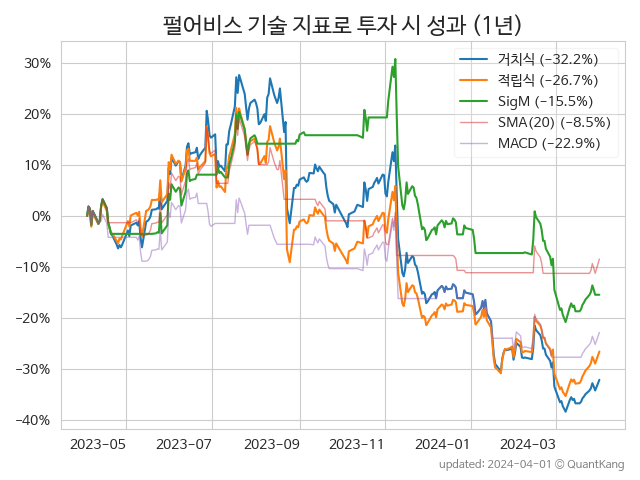 펄어비스 기술 지표로 투자 시 성과 (1년)
30%
20%
10%
0%
−10%
−20%
−30%
−40%
거치식 (−32.2%)
적립식 (−26.7%)
SigM (−15.5%)
SMA(20) (−8.5%)
MACD (−22.9%)
2023-05 2023-07 2023-09 2023-11 2024-01 2024-03
updated: 2024-04-01 © QuantKang